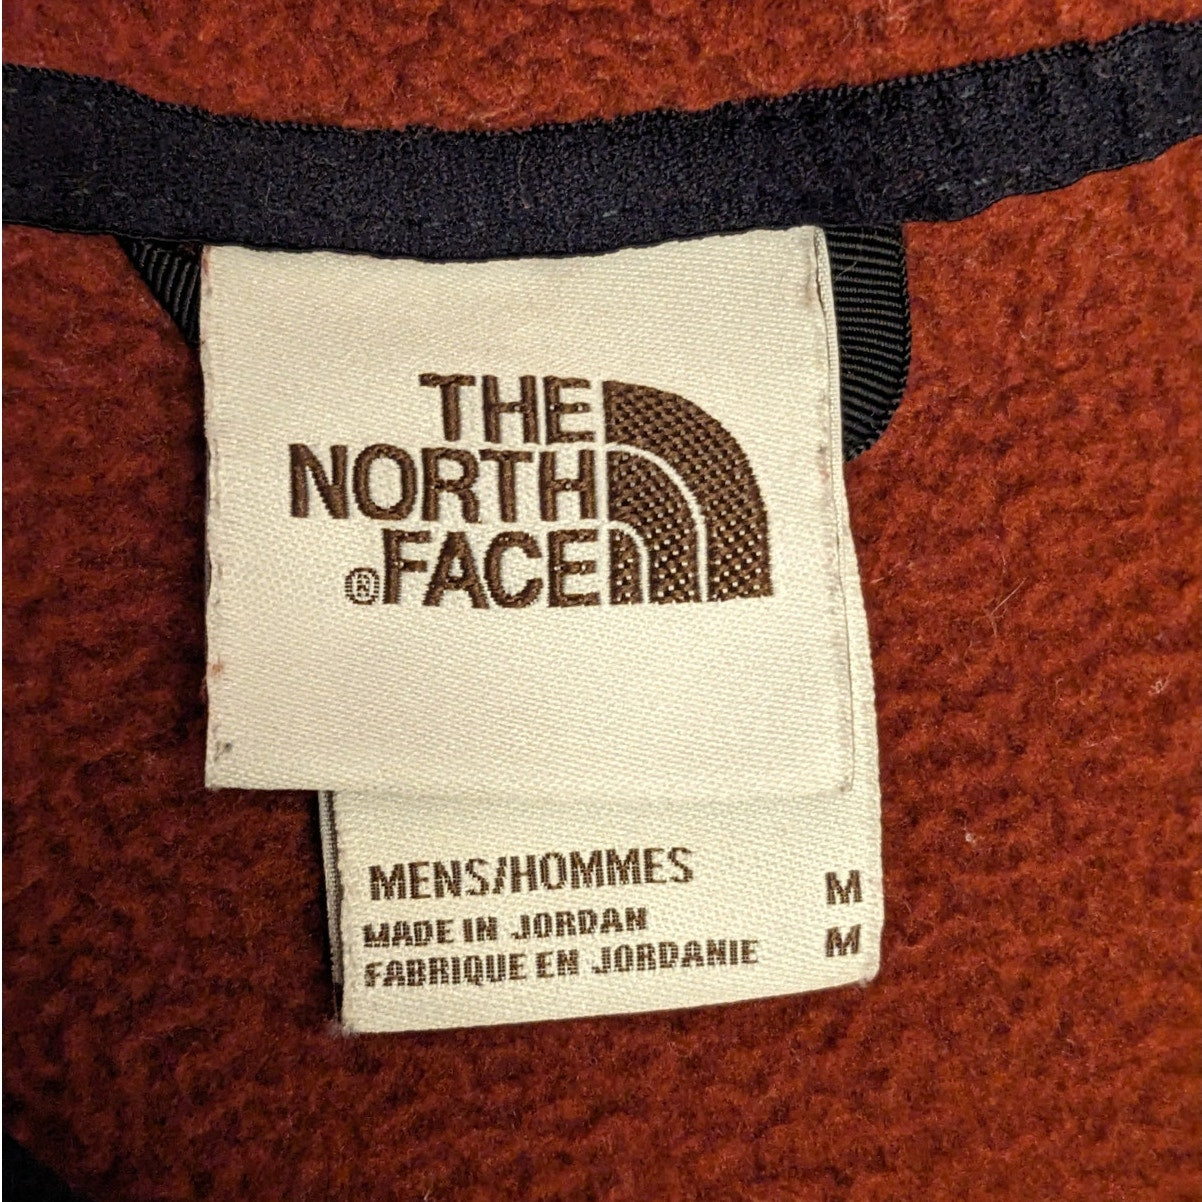 THE
NORTH
®FACE
MENS/HOMMES M
MADE IN JORDAN
FABRIQUE EN JORDANIE M